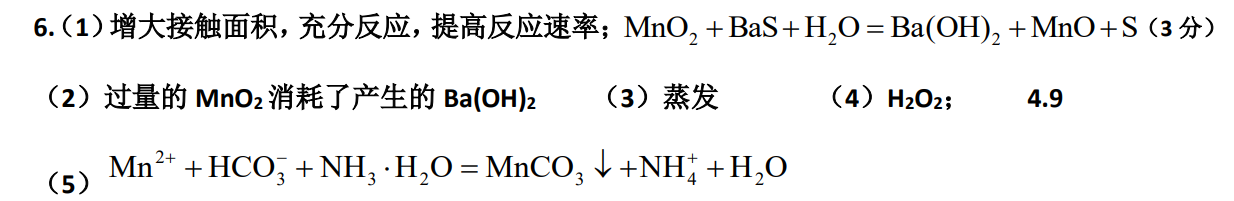 6.（1）增大接触面积，充分反应，提高反应速率；MnO₂+BaS+H₂O=Ba(OH)₂+MnO+S（3 分）
（2）过量的 MnO₂ 消耗了产生的 Ba(OH)₂ （3）蒸发 （4）H₂O₂； 4.9
（5） Mn²⁺+HCO₃⁻+NH₃·H₂O=MnCO₃↓+NH₄⁺+H₂O